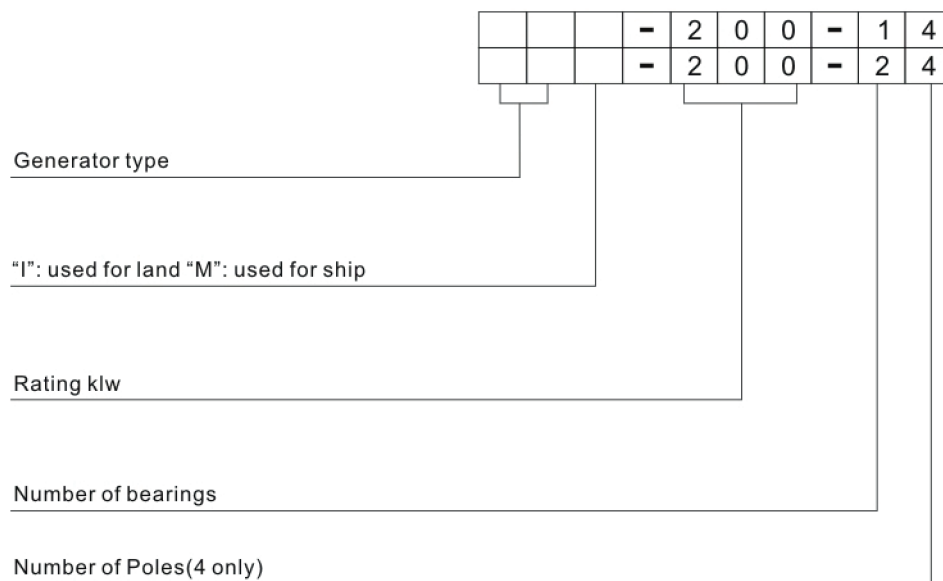 - 2 0 0 - 1 4
- 2 0 0 - 2 4
Generator type
“I”: used for land “M”: used for ship
Rating klw
Number of bearings
Number of Poles(4 only)